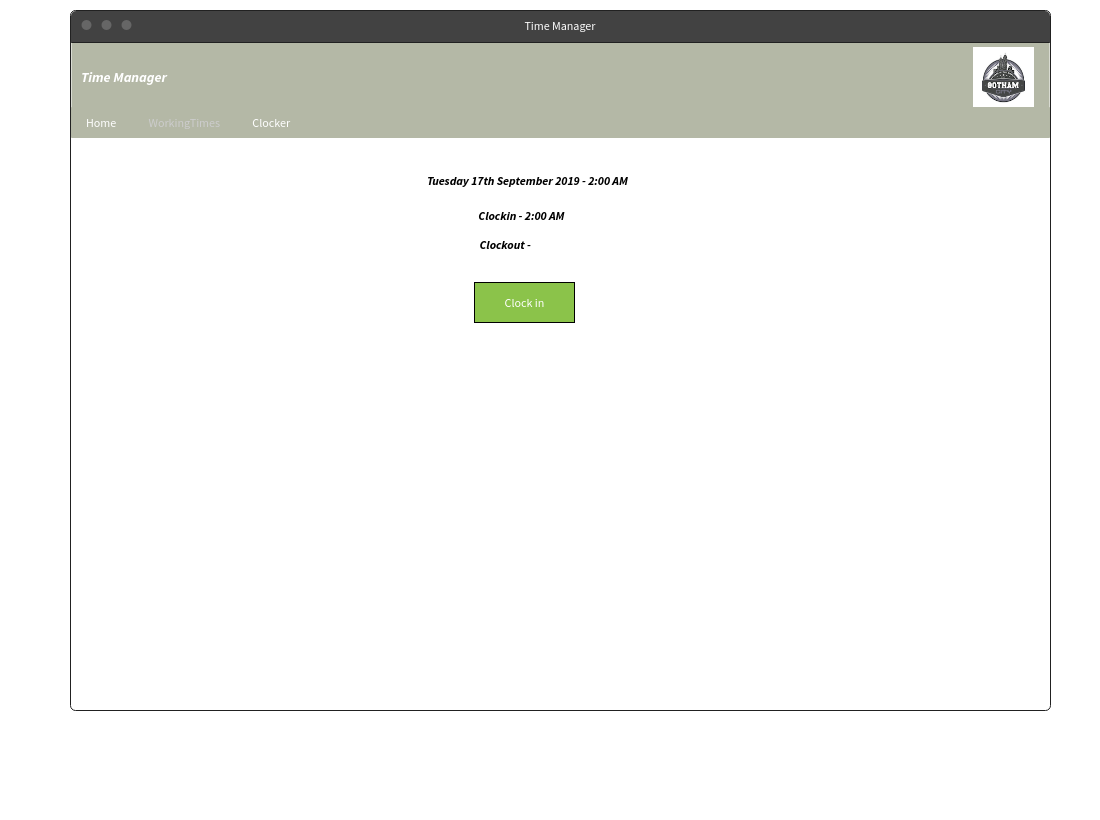 Time Manager
Time Manager
GOTHAM
Home WorkingTimes Clocker
Tuesday 17th September 2019 - 2:00 AM
Clockin - 2:00 AM
Clockout -
Clock in